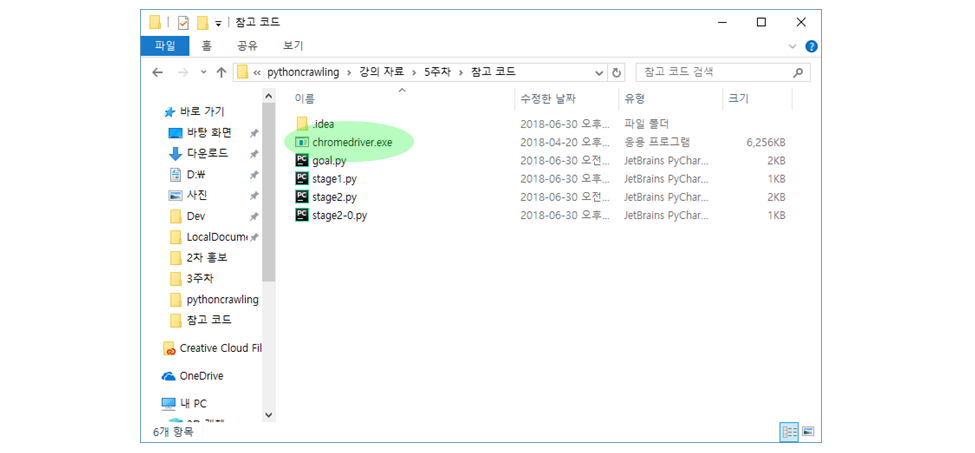 참고 코드
파일 홈 공유 보기
« pythoncrawling › 강의 자료 › 5주차 › 참고 코드
참고 코드 검색
이름 수정한 날짜 유형 크기
.idea 2018-06-30 오후... 파일 폴더
chromedriver.exe 2018-04-20 오후... 응용 프로그램 6,256KB
goal.py 2018-06-30 오전... JetBrains PyChar... 2KB
stage1.py 2018-06-30 오후... JetBrains PyChar... 1KB
stage2.py 2018-06-30 오전... JetBrains PyChar... 2KB
stage2-0.py 2018-06-30 오후... JetBrains PyChar... 1KB
바로 가기
바탕 화면
다운로드
D:₩
사진
Dev
LocalDocume
2차 홍보
3주차
pythoncrawling
참고 코드
Creative Cloud Fil
OneDrive
내 PC
6개 항목